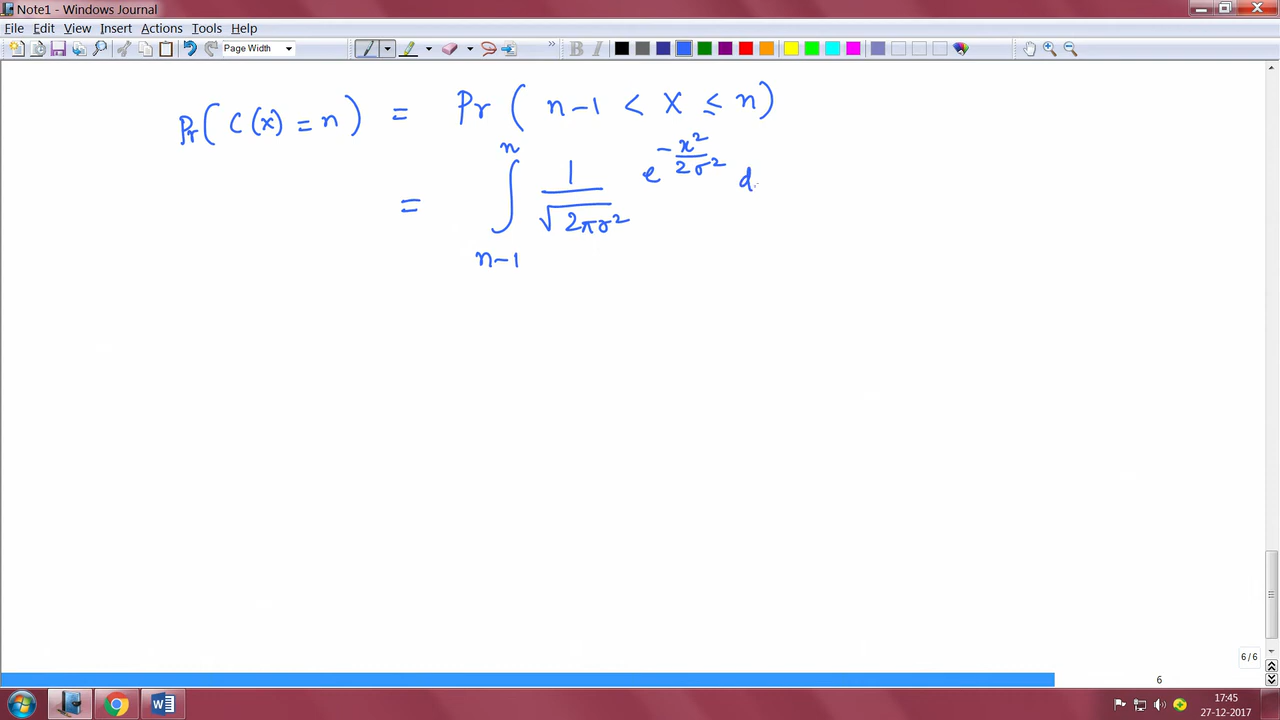 Note1 - Windows Journal
File Edit View Insert Actions Tools Help
Page Width
Pr( C(x) = n ) = Pr ( n-1 < X ≤ n)
= ∫_{n-1}^{n} 1/√(2πσ²) e^{-x²/2σ²} d
6/6
6
17:45
27-12-2017